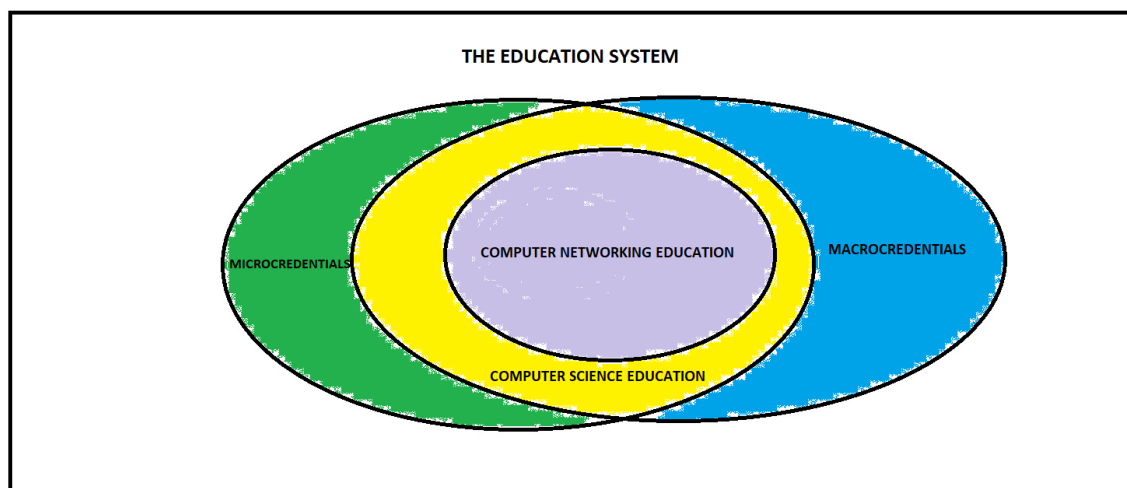 THE EDUCATION SYSTEM
COMPUTER NETWORKING EDUCATION
MACROCREDENTIALS
MICROCREDENTIALS
COMPUTER SCIENCE EDUCATION